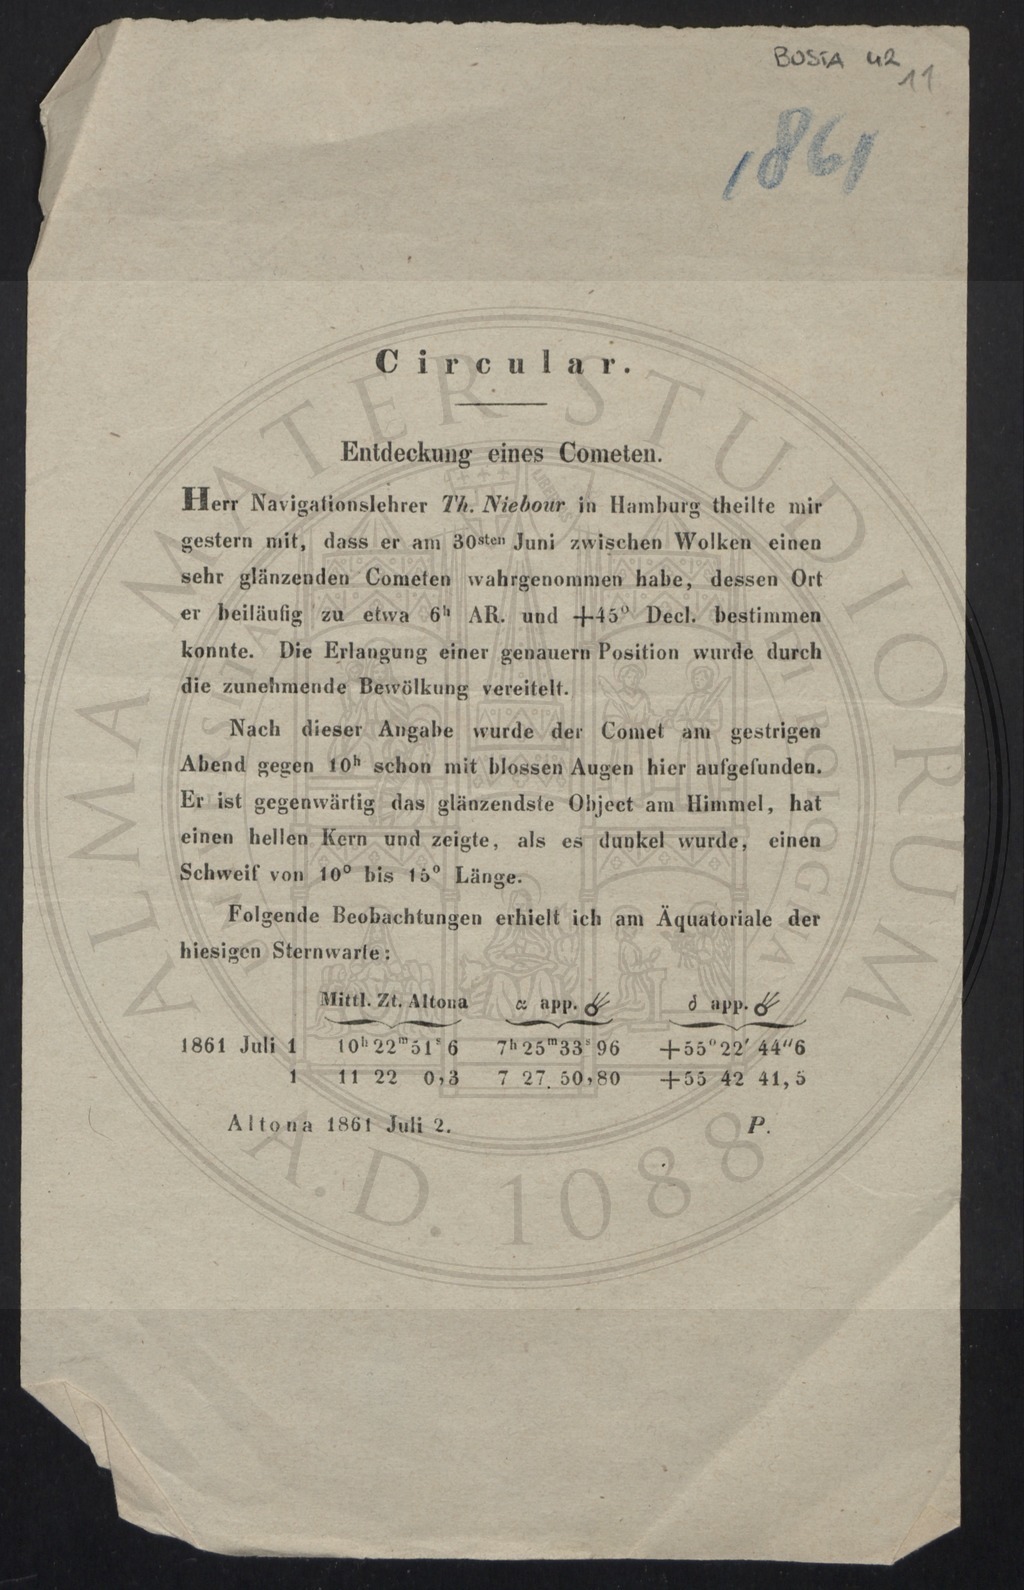 BUSTA 42
11
1861
Circular.
Entdeckung eines Cometen.
Herr Navigationslehrer Th. Niebour in Hamburg theilte mir
gestern mit, dass er am 30sten Juni zwischen Wolken einen
sehr glänzenden Cometen wahrgenommen habe, dessen Ort
er beiläufig zu etwa 6h AR. und +45° Decl. bestimmen
konnte. Die Erlangung einer genauern Position wurde durch
die zunehmende Bewölkung vereitelt.
Nach dieser Angabe wurde der Comet am gestrigen
Abend gegen 10h schon mit blossen Augen hier aufgefunden.
Er ist gegenwärtig das glänzendste Object am Himmel, hat
einen hellen Kern und zeigte, als es dunkel wurde, einen
Schweif von 10° bis 15° Länge.
Folgende Beobachtungen erhielt ich am Äquatoriale der
hiesigen Sternwarte:
Mittl. Zt. Altona α app. ☄ δ app. ☄
1861 Juli 1 10h 22m 51s 6 7h 25m 33s 96 +55° 22′ 44″6
1 11 22 0,3 7 27 50,80 +55 42 41,5
Altona 1861 Juli 2. P.
ALMA MATER STUDIORUM
A.D. 1088